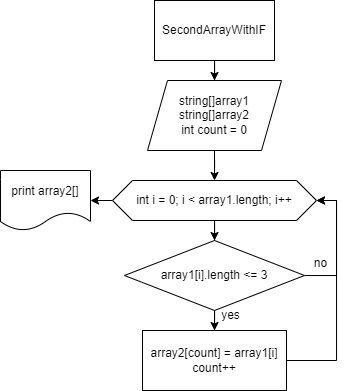 SecondArrayWithIF
string[]array1
string[]array2
int count = 0
print array2[]
int i = 0; i < array1.length; i++
array1[i].length <= 3
no
yes
array2[count] = array1[i]
count++